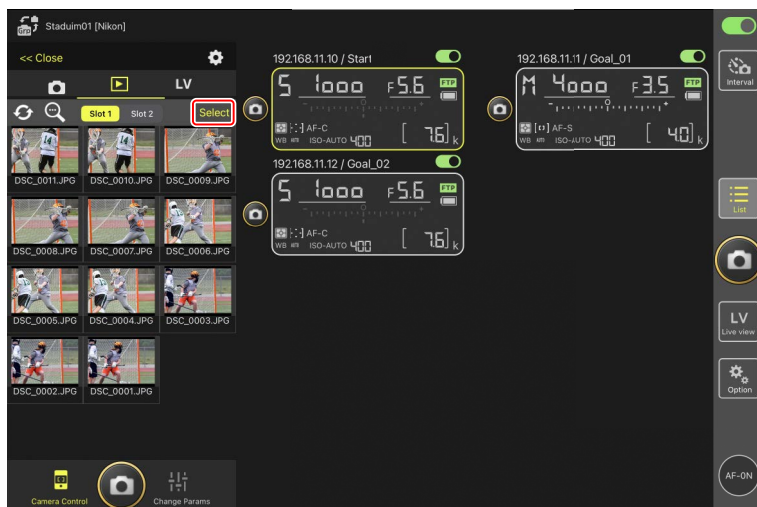 Grp
Staduim01 [Nikon]
<< Close
LV
Slot 1
Slot 2
Select
DSC_0011.JPG
DSC_0010.JPG
DSC_0009.JPG
DSC_0008.JPG
DSC_0007.JPG
DSC_0006.JPG
DSC_0005.JPG
DSC_0004.JPG
DSC_0003.JPG
DSC_0002.JPG
DSC_0001.JPG
Camera Control
Change Params
192.168.11.10 / Start
S 1000 F5.6 FTP
AF-C
WB ISO-AUTO 400 [ 7.6] k
192.168.11.11 / Goal_01
M 4000 F3.5 FTP
AF-S
WB ISO-AUTO 400 [ 4.0] k
192.168.11.12 / Goal_02
S 1000 F5.6 FTP
AF-C
WB ISO-AUTO 400 [ 7.6] k
Interval
List
LV
Live view
Option
AF-ON